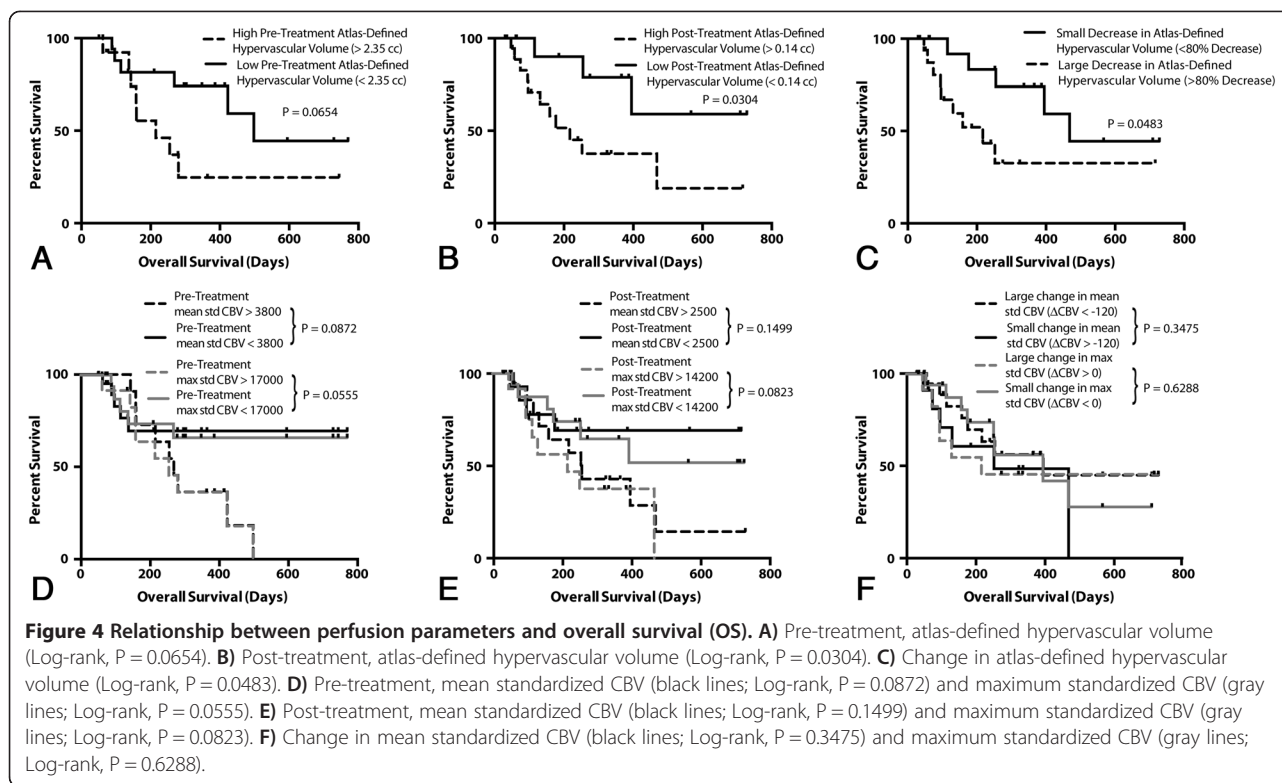 100
50
0
0
200
400
600
800
Percent Survival
Overall Survival (Days)
High Pre-Treatment Atlas-Defined
Hypervascular Volume (> 2.35 cc)
Low Pre-Treatment Atlas-Defined
Hypervascular Volume (< 2.35 cc)
P = 0.0654
A
100
50
0
0
200
400
600
800
Percent Survival
Overall Survival (Days)
High Post-Treatment Atlas-Defined
Hypervascular Volume (> 0.14 cc)
Low Post-Treatment Atlas-Defined
Hypervascular Volume (< 0.14 cc)
P = 0.0304
B
100
50
0
0
200
400
600
800
Percent Survival
Overall Survival (Days)
Small Decrease in Atlas-Defined
Hypervascular Volume (<80% Decrease)
Large Decrease in Atlas-Defined
Hypervascular Volume (>80% Decrease)
P = 0.0483
C
Pre-Treatment
mean std CBV > 3800
Pre-Treatment
mean std CBV < 3800
P = 0.0872
Pre-Treatment
max std CBV > 17000
Pre-Treatment
max std CBV < 17000
P = 0.0555
100
50
0
0
200
400
600
800
Percent Survival
Overall Survival (Days)
D
Post-Treatment
mean std CBV > 2500
Post-Treatment
mean std CBV < 2500
P = 0.1499
Post-Treatment
max std CBV > 14200
Post-Treatment
max std CBV < 14200
P = 0.0823
100
50
0
0
200
400
600
800
Percent Survival
Overall Survival (Days)
E
Large change in mean
std CBV (ΔCBV < -120)
Small change in mean
std CBV (ΔCBV > -120)
P = 0.3475
Large change in max
std CBV (ΔCBV > 0)
Small change in max
std CBV (ΔCBV < 0)
P = 0.6288
100
50
0
0
200
400
600
800
Percent Survival
Overall Survival (Days)
F
Figure 4 Relationship between perfusion parameters and overall survival (OS). A) Pre-treatment, atlas-defined hypervascular volume
(Log-rank, P = 0.0654). B) Post-treatment, atlas-defined hypervascular volume (Log-rank, P = 0.0304). C) Change in atlas-defined hypervascular
volume (Log-rank, P = 0.0483). D) Pre-treatment, mean standardized CBV (black lines; Log-rank, P = 0.0872) and maximum standardized CBV (gray
lines; Log-rank, P = 0.0555). E) Post-treatment, mean standardized CBV (black lines; Log-rank, P = 0.1499) and maximum standardized CBV (gray
lines; Log-rank, P = 0.0823). F) Change in mean standardized CBV (black lines; Log-rank, P = 0.3475) and maximum standardized CBV (gray lines;
Log-rank, P = 0.6288).